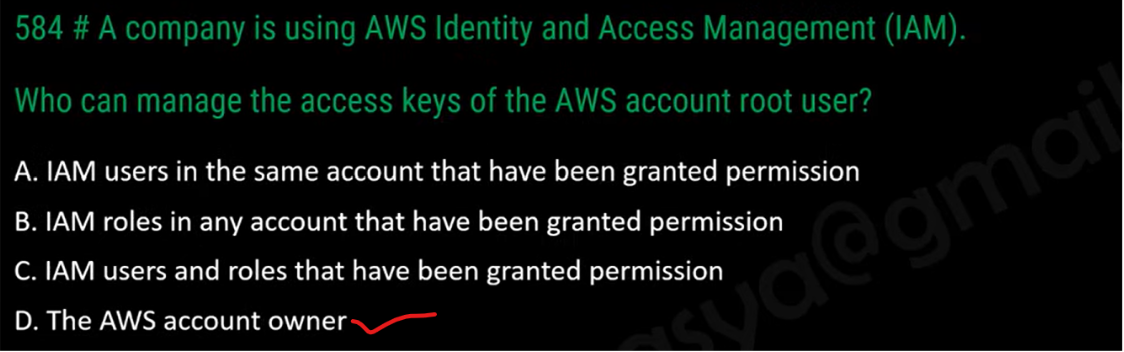 584 # A company is using AWS Identity and Access Management (IAM).
Who can manage the access keys of the AWS account root user?
A. IAM users in the same account that have been granted permission
B. IAM roles in any account that have been granted permission
C. IAM users and roles that have been granted permission
D. The AWS account owner
asya@gmail